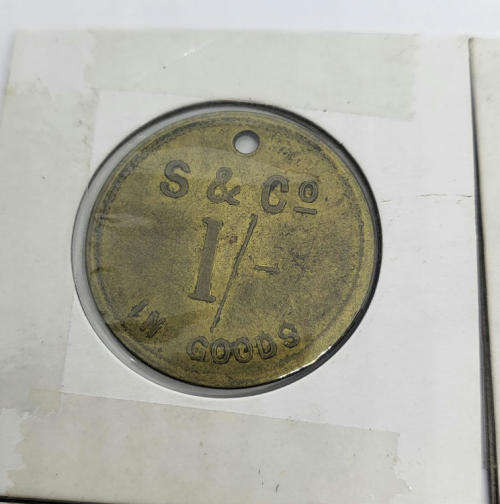 S & Co
1/-
IN GOODS